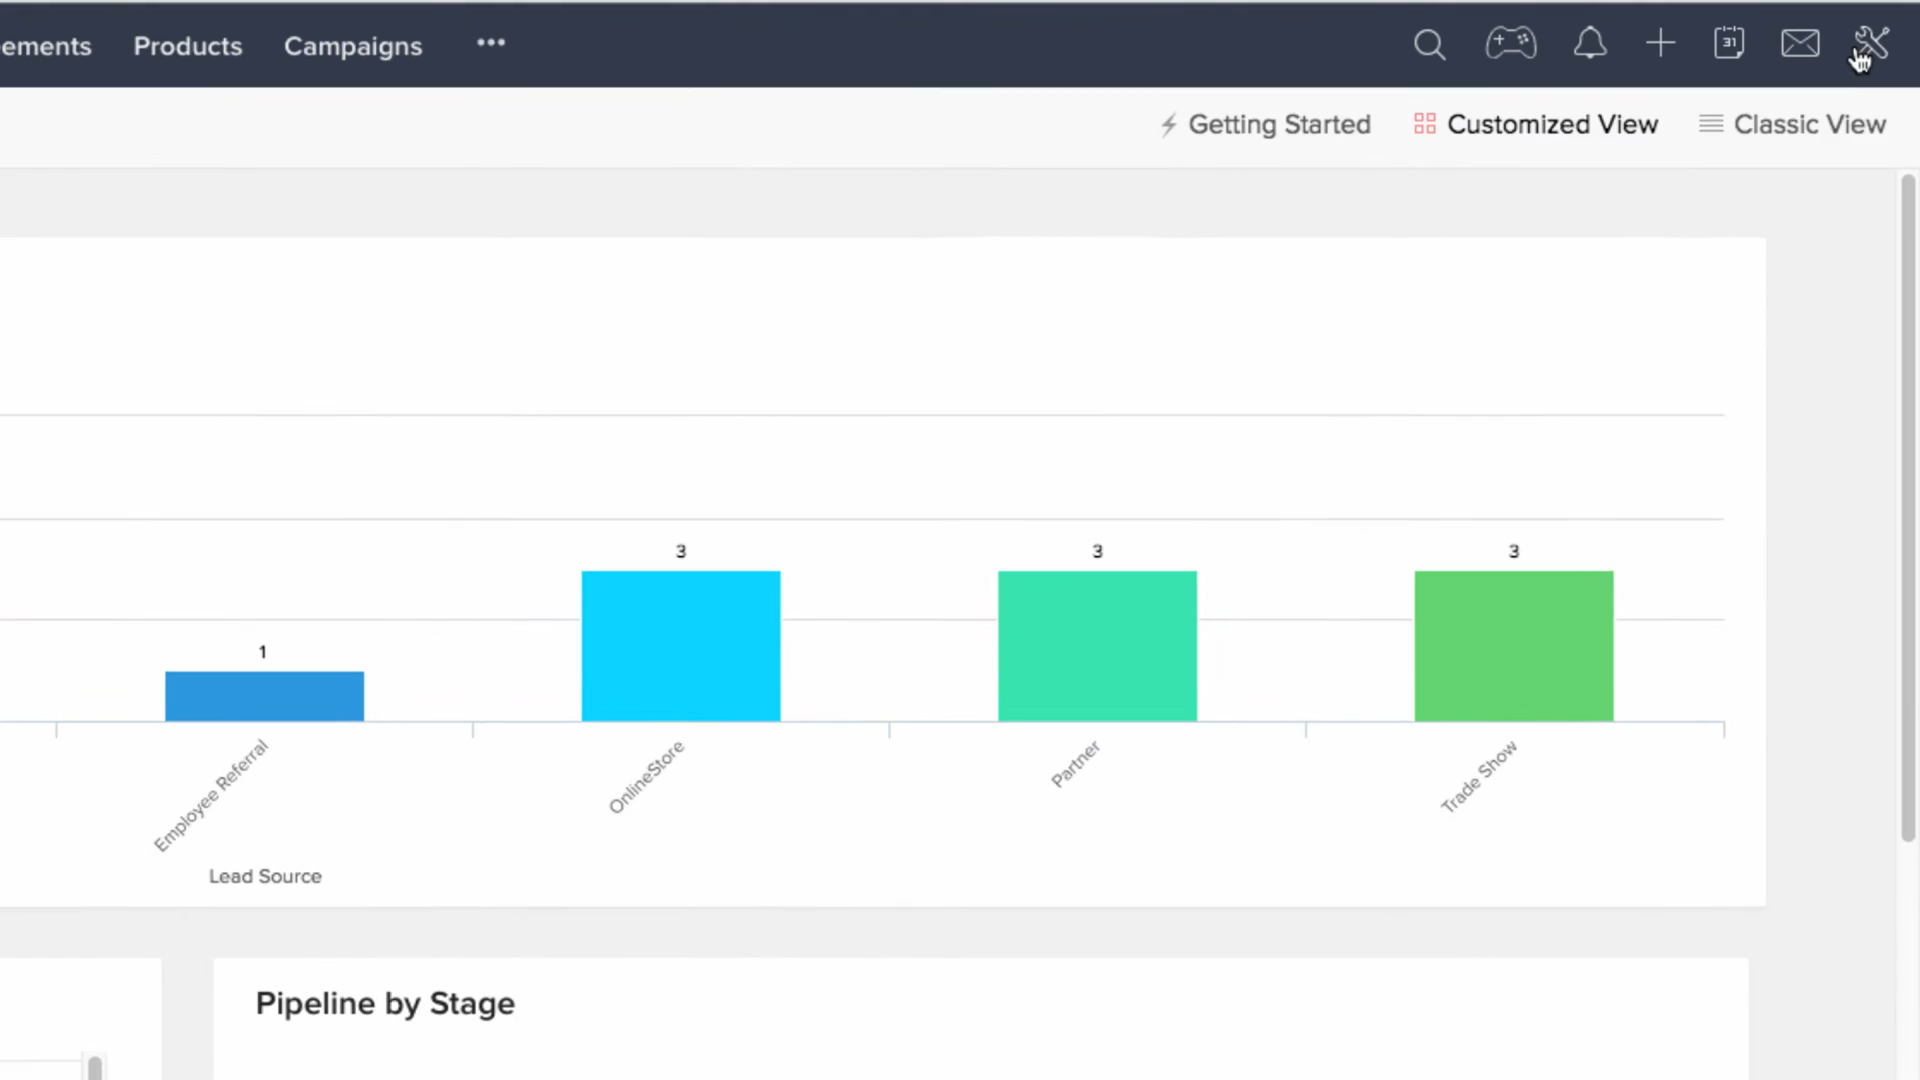 ements Products Campaigns •••
31
Getting Started Customized View Classic View
3
3
3
1
Employee Referral
OnlineStore
Partner
Trade Show
Lead Source
Pipeline by Stage